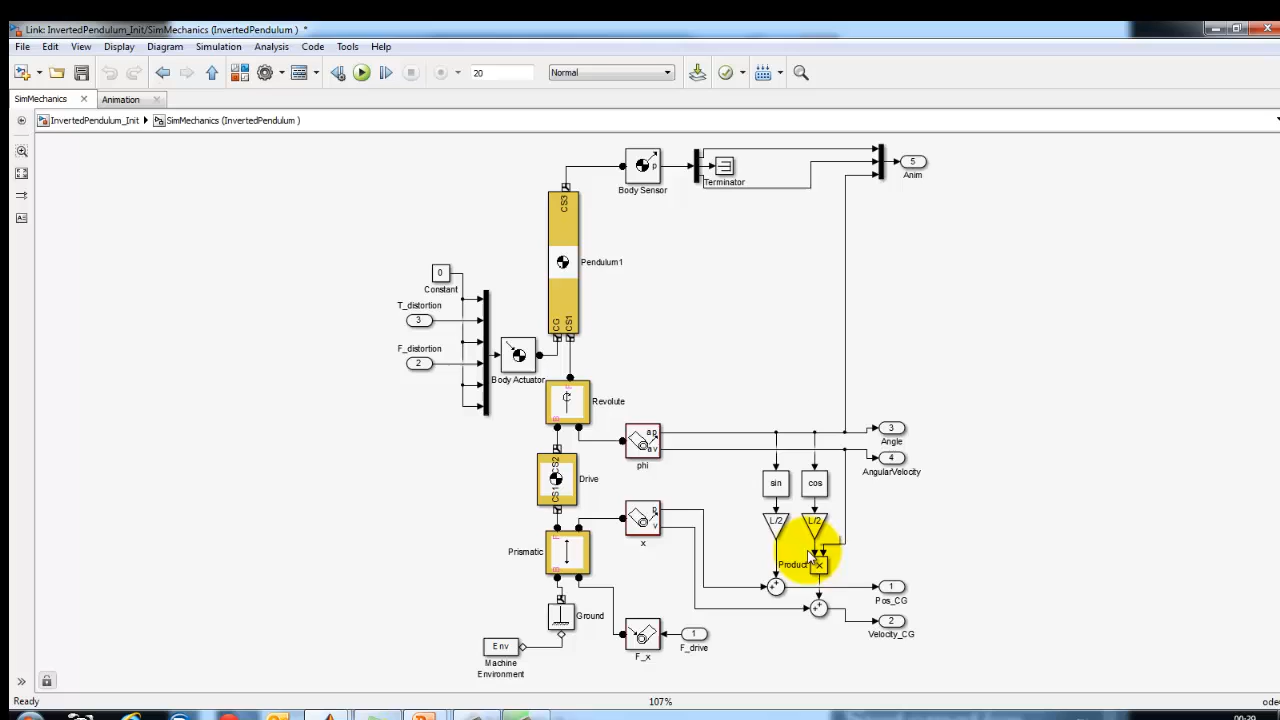 Link: InvertedPendulum_Init/SimMechanics (InvertedPendulum ) *
File Edit View Display Diagram Simulation Analysis Code Tools Help
20 Normal
SimMechanics Animation
InvertedPendulum_Init SimMechanics (InvertedPendulum )
p
Body Sensor
Terminator
5
Anim
CS3
Pendulum1
0
Constant
T_distortion
3
F_distortion
2
CG CS1
Body Actuator
Revolute
F
B
ap
av
phi
3
Angle
4
AngularVelocity
CS2
CS1
Drive
sin cos
L/2 L/2
p
v
x
Prismatic
F
B
Product
×
1
Pos_CG
2
Velocity_CG
Ground
Env
Machine
Environment
F_x
1
F_drive
Ready 107% ode